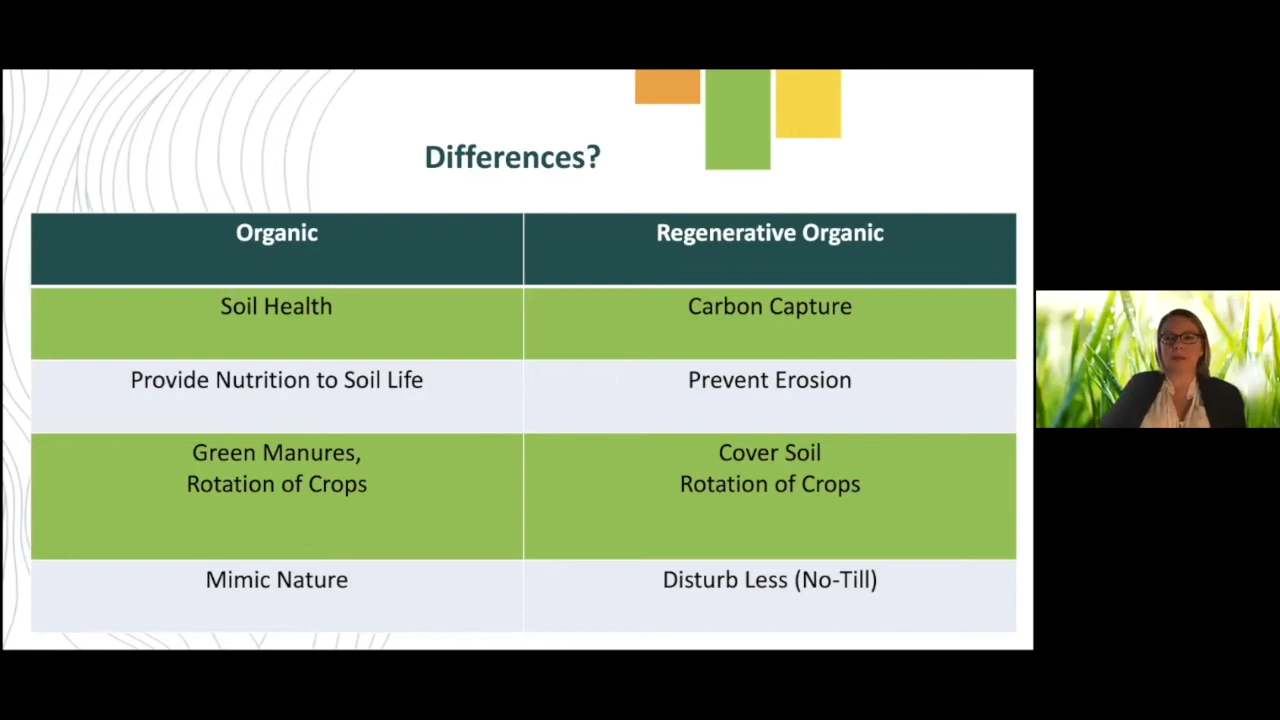 Differences?
Organic
Regenerative Organic
Soil Health
Carbon Capture
Provide Nutrition to Soil Life
Prevent Erosion
Green Manures,
Rotation of Crops
Cover Soil
Rotation of Crops
Mimic Nature
Disturb Less (No-Till)